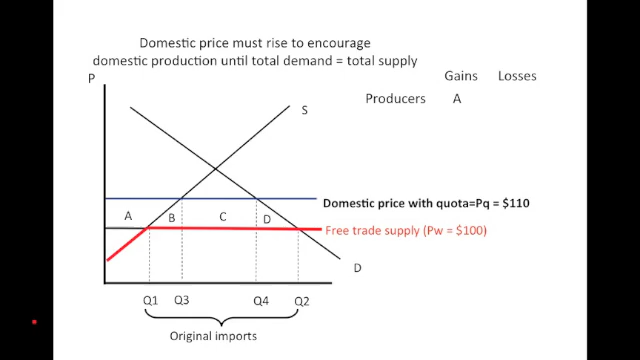 Domestic price must rise to encourage
domestic production until total demand = total supply
P
Gains Losses
Producers A
S
Domestic price with quota=Pq = $110
A B C D
Free trade supply (Pw = $100)
D
Q1 Q3 Q4 Q2
Original imports